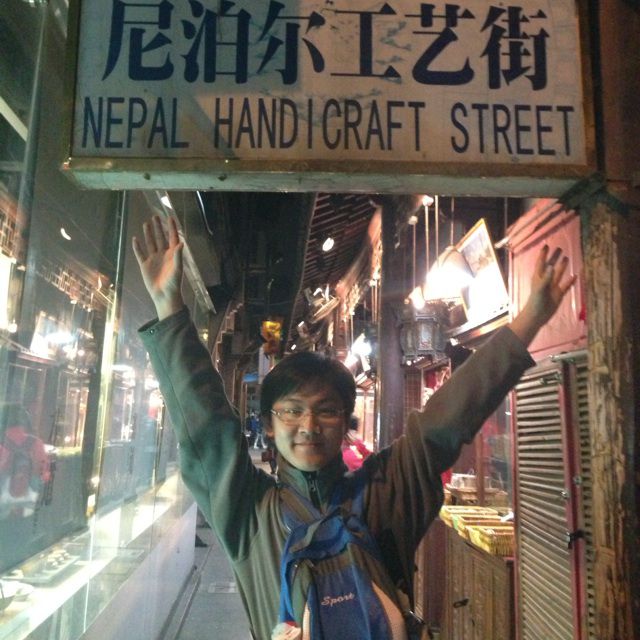 尼泊尔工艺街
NEPAL HANDICRAFT STREET
Sport